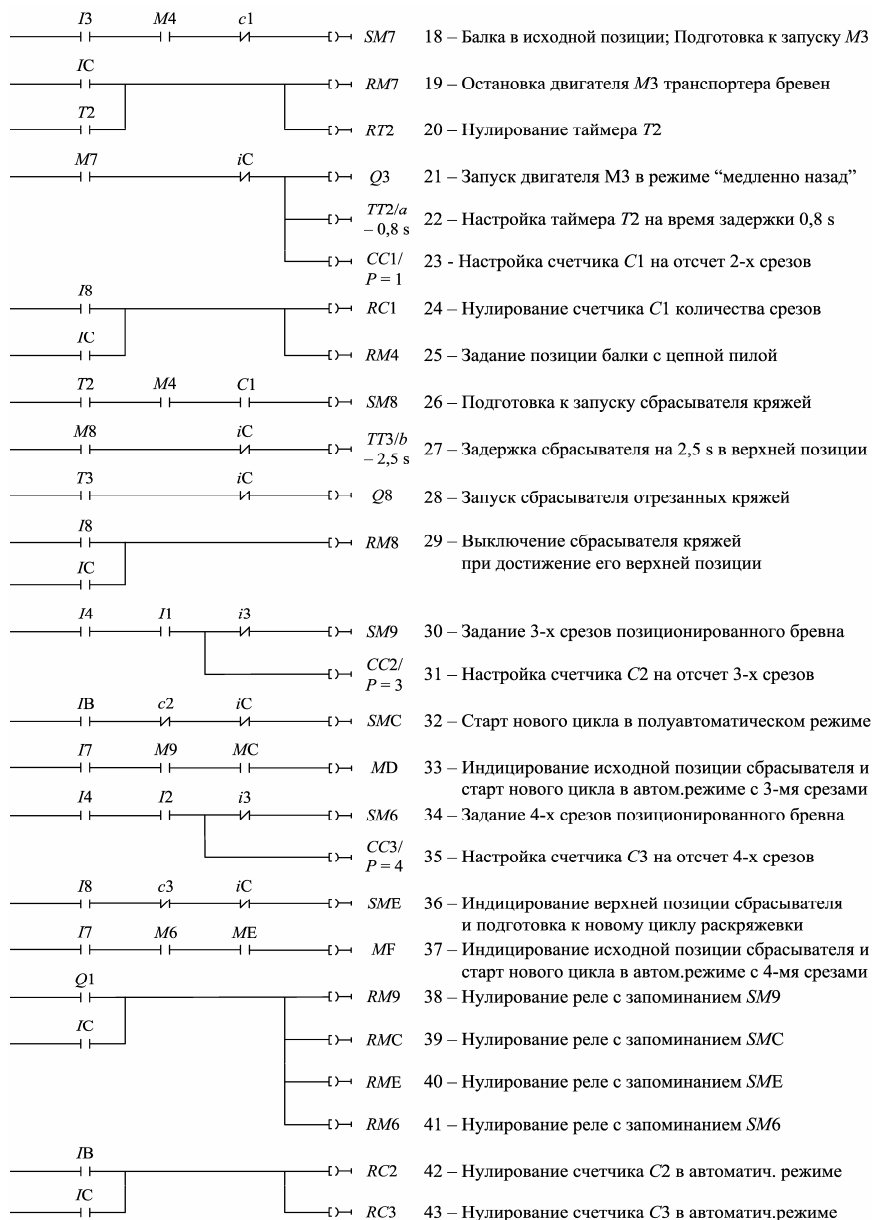 I3 M4 c1
SM7 18 – Балка в исходной позиции; Подготовка к запуску M3
IC
RM7 19 – Остановка двигателя M3 транспортера бревен
T2
RT2 20 – Нулирование таймера T2
M7 iC
Q3 21 – Запуск двигателя М3 в режиме “медленно назад”
TT2/a
– 0,8 s
22 – Настройка таймера T2 на время задержки 0,8 s
CC1/
P = 1
23 - Настройка счетчика C1 на отсчет 2-х срезов
I8
RC1 24 – Нулирование счетчика C1 количества срезов
IC
RM4 25 – Задание позиции балки с цепной пилой
T2 M4 C1
SM8 26 – Подготовка к запуску сбрасывателя кряжей
M8 iC
TT3/b
– 2,5 s
27 – Задержка сбрасывателя на 2,5 s в верхней позиции
T3 iC
Q8 28 – Запуск сбрасывателя отрезанных кряжей
I8
RM8 29 – Выключение сбрасывателя кряжей
при достижение его верхней позиции
IC
I4 I1 i3
SM9 30 – Задание 3-х срезов позиционированного бревна
CC2/
P = 3
31 – Настройка счетчика C2 на отсчет 3-х срезов
IB c2 iC
SMC 32 – Старт нового цикла в полуавтоматическом режиме
I7 M9 MC
MD 33 – Индицирование исходной позиции сбрасывателя и
старт нового цикла в автом.режиме с 3-мя срезами
I4 I2 i3
SM6 34 – Задание 4-х срезов позиционированного бревна
CC3/
P = 4
35 – Настройка счетчика C3 на отсчет 4-х срезов
I8 c3 iC
SME 36 – Индицирование верхней позиции сбрасывателя
и подготовка к новому циклу раскряжевки
I7 M6 ME
MF 37 – Индицирование исходной позиции сбрасывателя и
старт нового цикла в автом.режиме с 4-мя срезами
Q1
RM9 38 – Нулирование реле с запоминанием SM9
IC
RMC 39 – Нулирование реле с запоминанием SMC
RME 40 – Нулирование реле с запоминанием SME
RM6 41 – Нулирование реле с запоминанием SM6
IB
RC2 42 – Нулирование счетчика C2 в автоматич. режиме
IC
RC3 43 – Нулирование счетчика C3 в автоматич.режиме